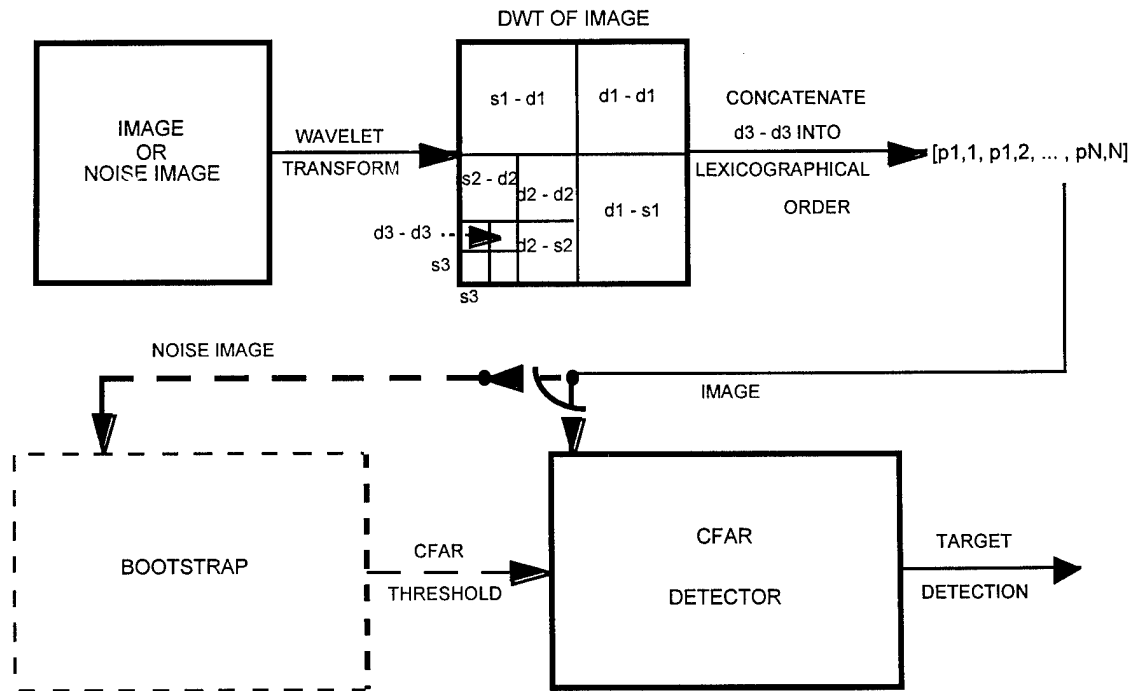 DWT OF IMAGE
IMAGE
OR
NOISE IMAGE
WAVELET
TRANSFORM
s1 - d1
d1 - d1
s2 - d2
d2 - d2
d1 - s1
d3 - d3
d2 - s2
s3
s3
CONCATENATE
d3 - d3 INTO
LEXICOGRAPHICAL
ORDER
[p1,1, p1,2, ... , pN,N]
NOISE IMAGE
IMAGE
BOOTSTRAP
CFAR
THRESHOLD
CFAR
DETECTOR
TARGET
DETECTION